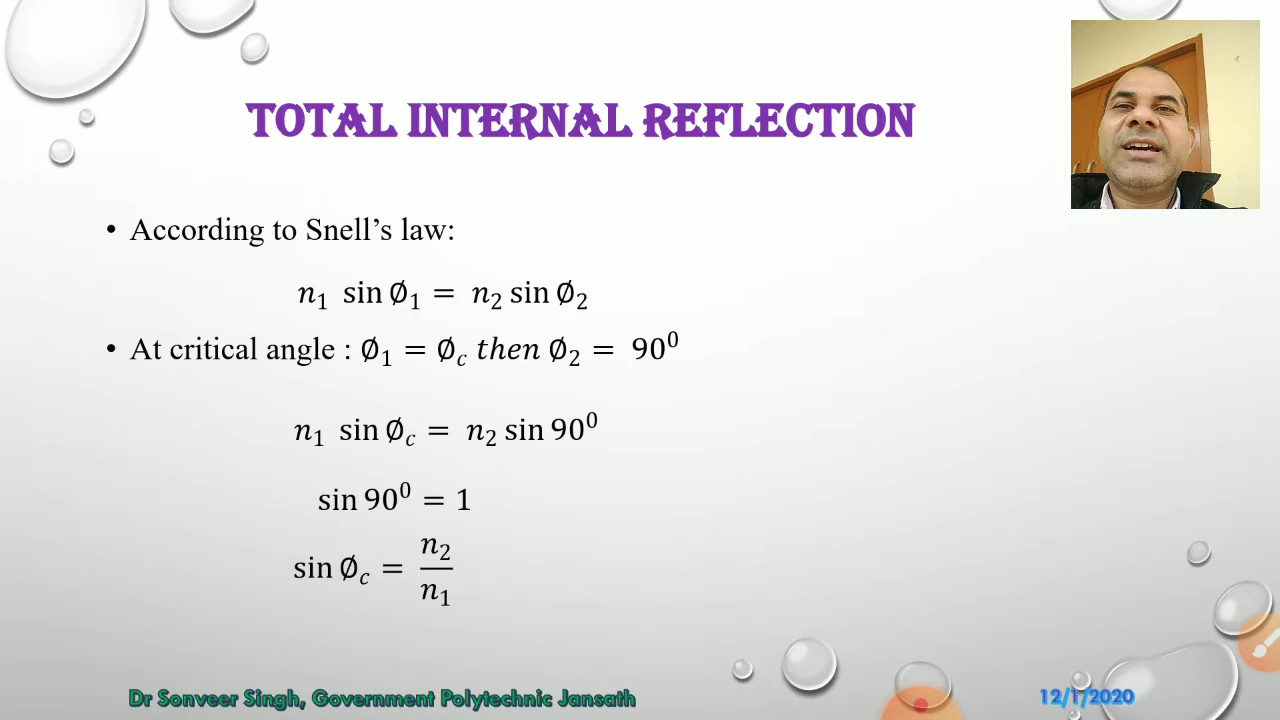 TOTAL INTERNAL REFLECTION
• According to Snell’s law:
n₁ sin ∅₁ = n₂ sin ∅₂
• At critical angle : ∅₁ = ∅c then ∅₂ = 90⁰
n₁ sin ∅c = n₂ sin 90⁰
sin 90⁰ = 1
sin ∅c = n₂/n₁
Dr Sonveer Singh, Government Polytechnic Jansath
12/1/2020